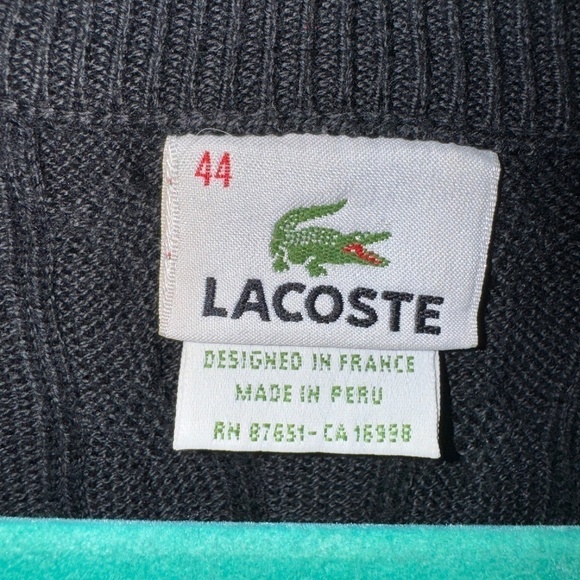 44
LACOSTE
DESIGNED IN FRANCE
MADE IN PERU
RN 87651-CA 16998